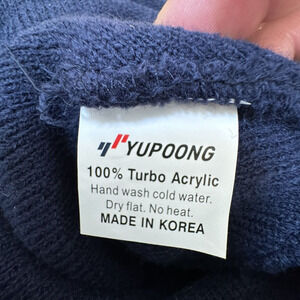 YUPOONG
100% Turbo Acrylic
Hand wash cold water.
Dry flat. No heat.
MADE IN KOREA